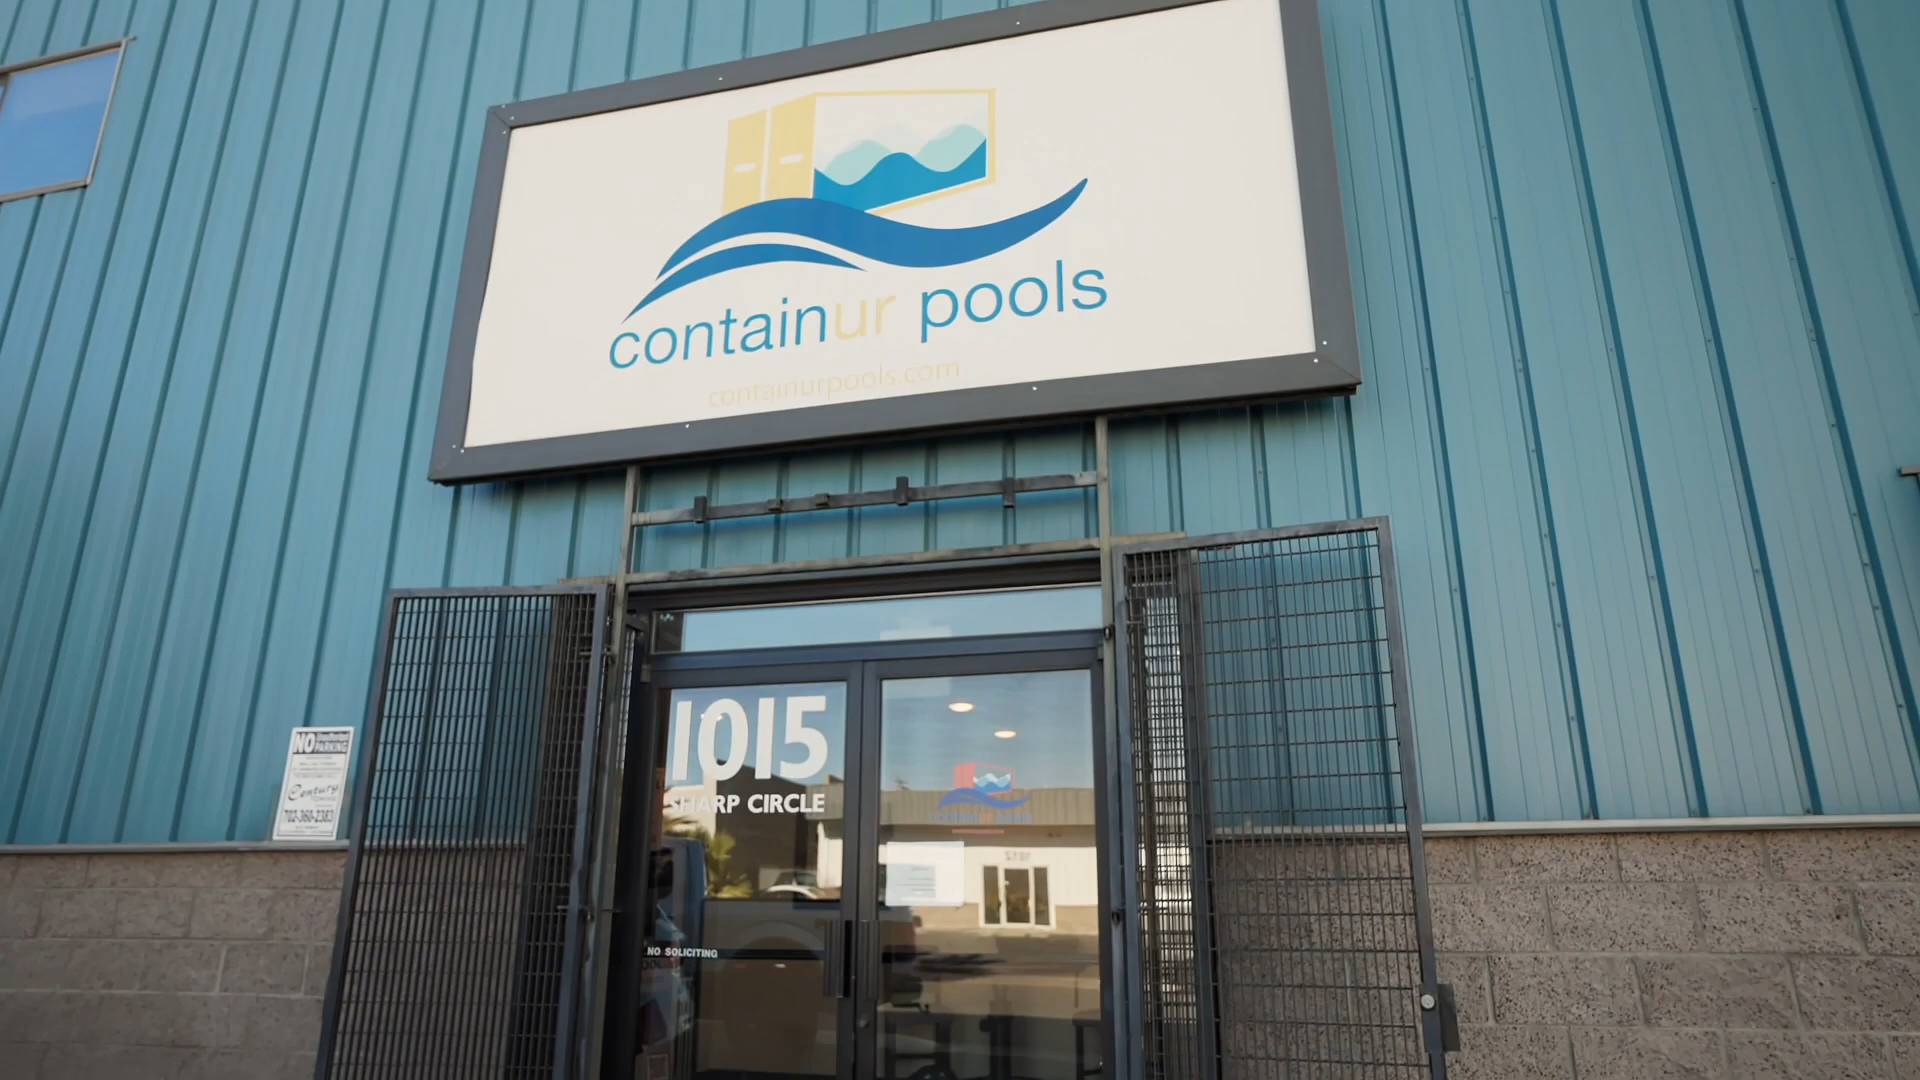 containur pools
containurpools.com
1015
SHARP CIRCLE
NO SOLICITING
NO
PARKING
Century
702-360-2383